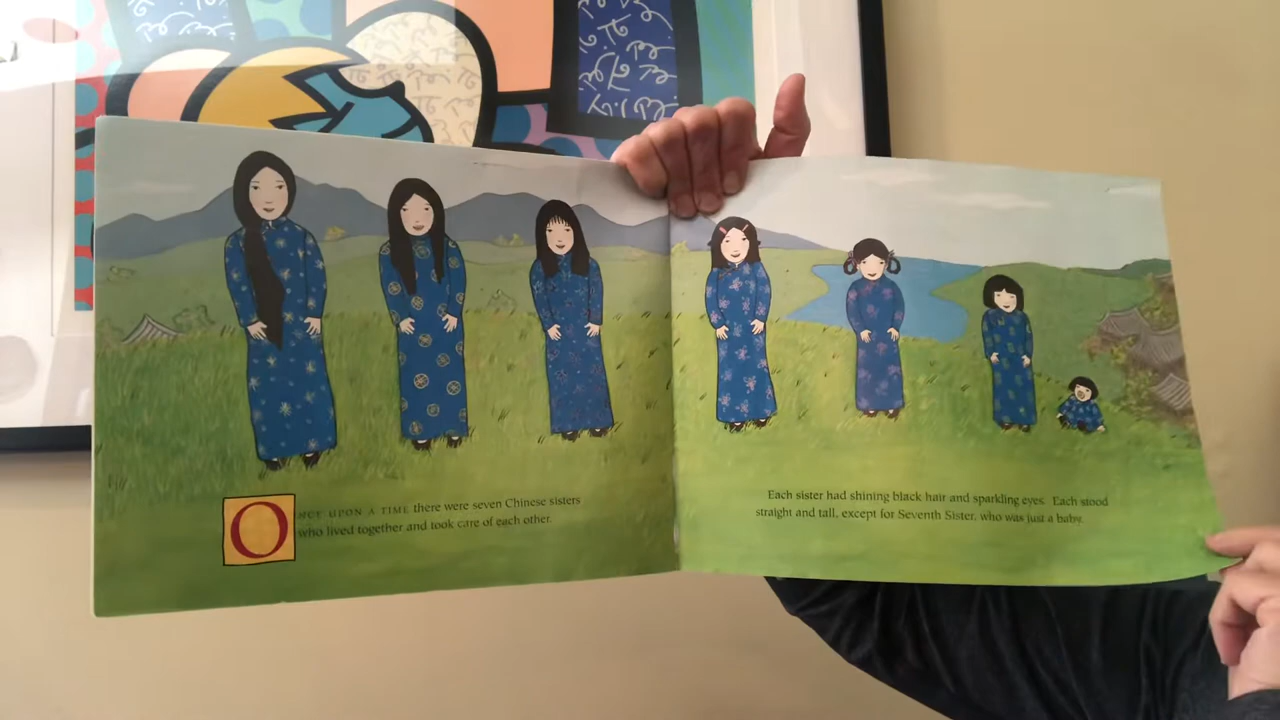 ONCE UPON A TIME there were seven Chinese sisters
who lived together and took care of each other.
Each sister had shining black hair and sparkling eyes. Each stood
straight and tall, except for Seventh Sister, who was just a baby.